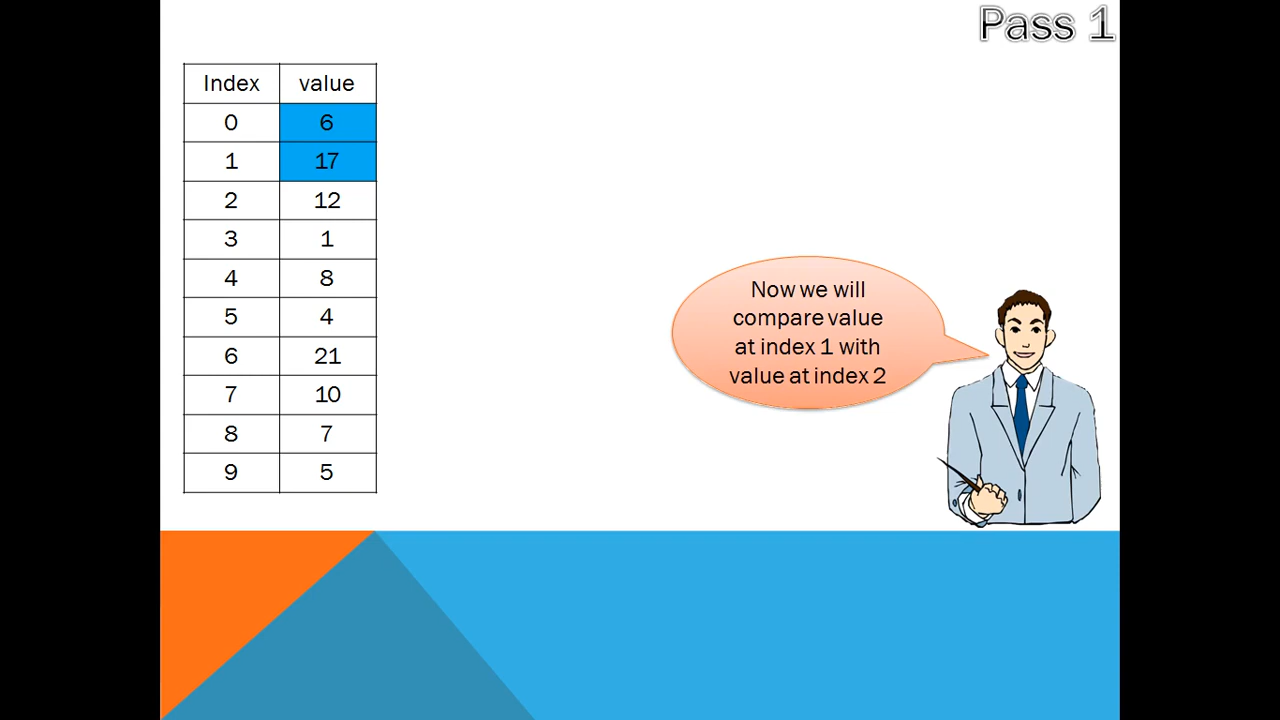 Pass 1
Index value
0 6
1 17
2 12
3 1
4 8
5 4
6 21
7 10
8 7
9 5
Now we will
compare value
at index 1 with
value at index 2